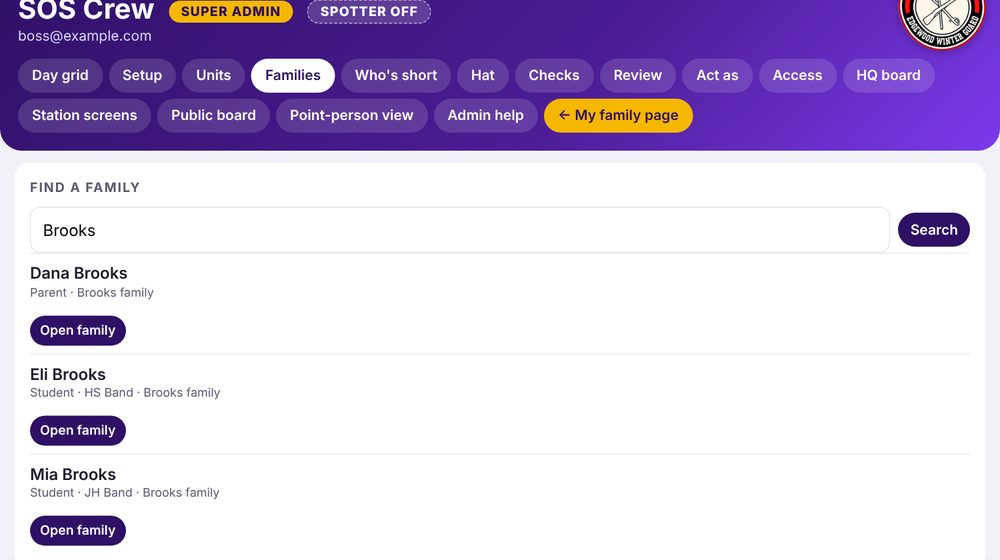 SOS Crew SUPER ADMIN SPOTTER OFF
boss@example.com
EDGEWOOD WINTER GUARD
Day grid Setup Units Families Who's short Hat Checks Review Act as Access HQ board
Station screens Public board Point-person view Admin help ← My family page
FIND A FAMILY
Brooks Search
Dana Brooks
Parent · Brooks family
Open family
Eli Brooks
Student · HS Band · Brooks family
Open family
Mia Brooks
Student · JH Band · Brooks family
Open family